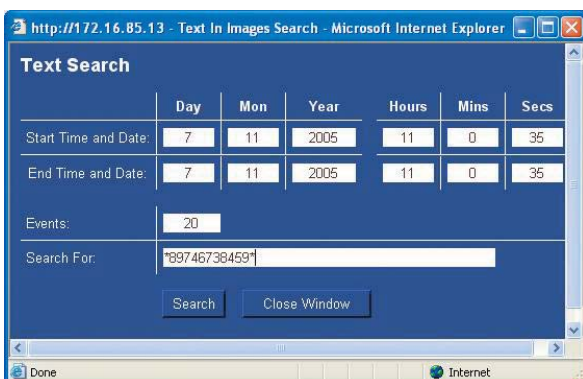 http://172.16.85.13 - Text In Images Search - Microsoft Internet Explorer
Text Search
Day Mon Year Hours Mins Secs
Start Time and Date: 7 11 2005 11 0 35
End Time and Date: 7 11 2005 11 0 35
Events: 20
Search For: *89746738459*
Search Close Window
Done Internet